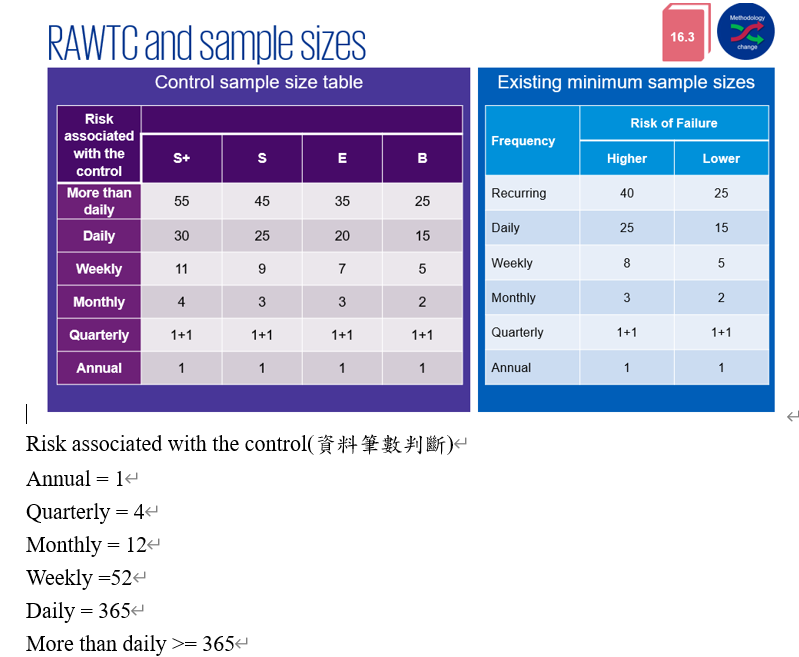 RAWTC and sample sizes
16.3
Methodology
change
Control sample size table
Risk associated with the control
S+ S E B
More than daily 55 45 35 25
Daily 30 25 20 15
Weekly 11 9 7 5
Monthly 4 3 3 2
Quarterly 1+1 1+1 1+1 1+1
Annual 1 1 1 1
Existing minimum sample sizes
Frequency Risk of Failure
Higher Lower
Recurring 40 25
Daily 25 15
Weekly 8 5
Monthly 3 2
Quarterly 1+1 1+1
Annual 1 1
Risk associated with the control(資料筆數判斷)
Annual = 1
Quarterly = 4
Monthly = 12
Weekly =52
Daily = 365
More than daily >= 365